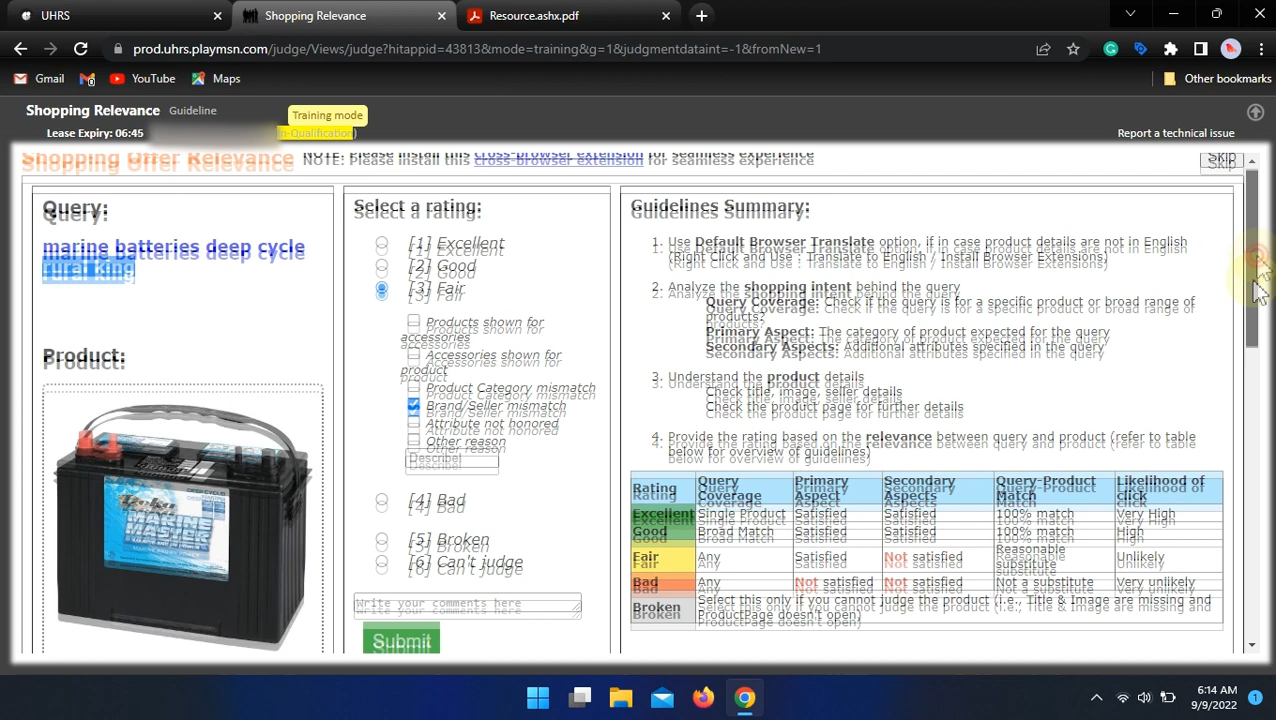 UHRS
Shopping Relevance
Resource.ashx.pdf
prod.uhrs.playmsn.com/judge/Views/judge?hitappid=43813&mode=training&g=1&judgmentdataint=-1&fromNew=1
Gmail
YouTube
Maps
Other bookmarks
Shopping Relevance
Guideline
Training mode
Lease Expiry: 06:45
n-Qualification)
Report a technical issue
Shopping Offer Relevance
NOTE: Please install this cross-browser extension for seamless experience
Skip
Query:
marine batteries deep cycle
rural king
Product:
MARINE
MASTER
Select a rating:
[1] Excellent
[2] Good
[3] Fair
Products shown for
accessories
Accessories shown for
product
Product Category mismatch
Brand/Seller mismatch
Attribute not honored
Other reason
Describe!
[4] Bad
[5] Broken
[6] Can't judge
Write your comments here
Submit
Guidelines Summary:
1. Use Default Browser Translate option, if in case product details are not in English
(Right Click and Use : Translate to English / Install Browser Extensions)
2. Analyze the shopping intent behind the query
Query Coverage: Check if the query is for a specific product or broad range of
products?
Primary Aspect: The category of product expected for the query
Secondary Aspects: Additional attributes specified in the query
3. Understand the product details
Check title, image, seller details
Check the product page for further details
4. Provide the rating based on the relevance between query and product (refer to table
below for overview of guidelines)
Rating Query Coverage Primary Aspect Secondary Aspects Query-Product Match Likelihood of click
Excellent Single Product Satisfied Satisfied 100% match Very High
Good Broad Match Satisfied Satisfied 100% match High
Fair Any Satisfied Not satisfied Reasonable substitute Unlikely
Bad Any Not satisfied Not satisfied Not a substitute Very unlikely
Broken Select this only if you cannot judge the product (i.e., Title & Image are missing and
ProductPage doesn't open)
6:14 AM
9/9/2022
1